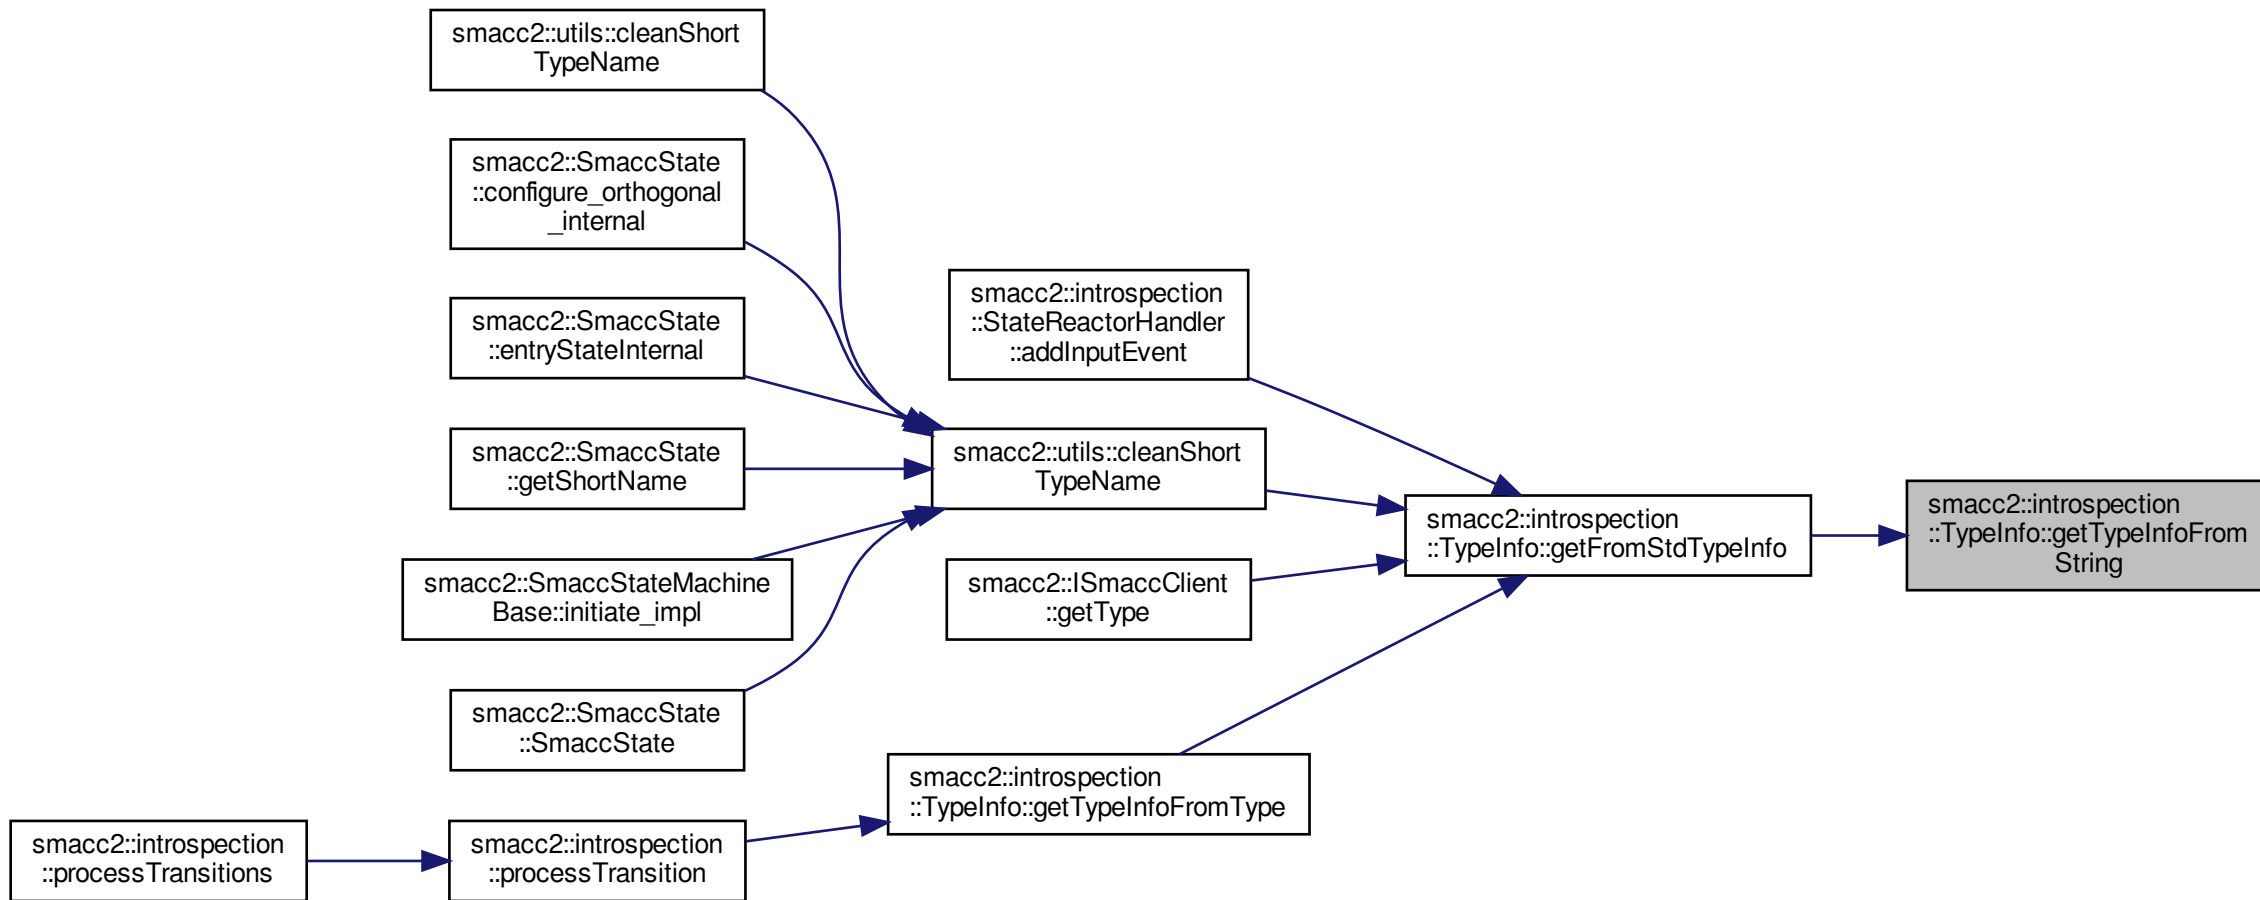 smacc2::utils::cleanShort
TypeName
smacc2::SmaccState
::configure_orthogonal
_internal
smacc2::SmaccState
::entryStateInternal
smacc2::SmaccState
::getShortName
smacc2::SmaccStateMachine
Base::initiate_impl
smacc2::SmaccState
::SmaccState
smacc2::introspection
::processTransitions
smacc2::introspection
::processTransition
smacc2::introspection
::StateReactorHandler
::addInputEvent
smacc2::utils::cleanShort
TypeName
smacc2::ISmaccClient
::getType
smacc2::introspection
::TypeInfo::getTypeInfoFromType
smacc2::introspection
::TypeInfo::getFromStdTypeInfo
smacc2::introspection
::TypeInfo::getTypeInfoFrom
String